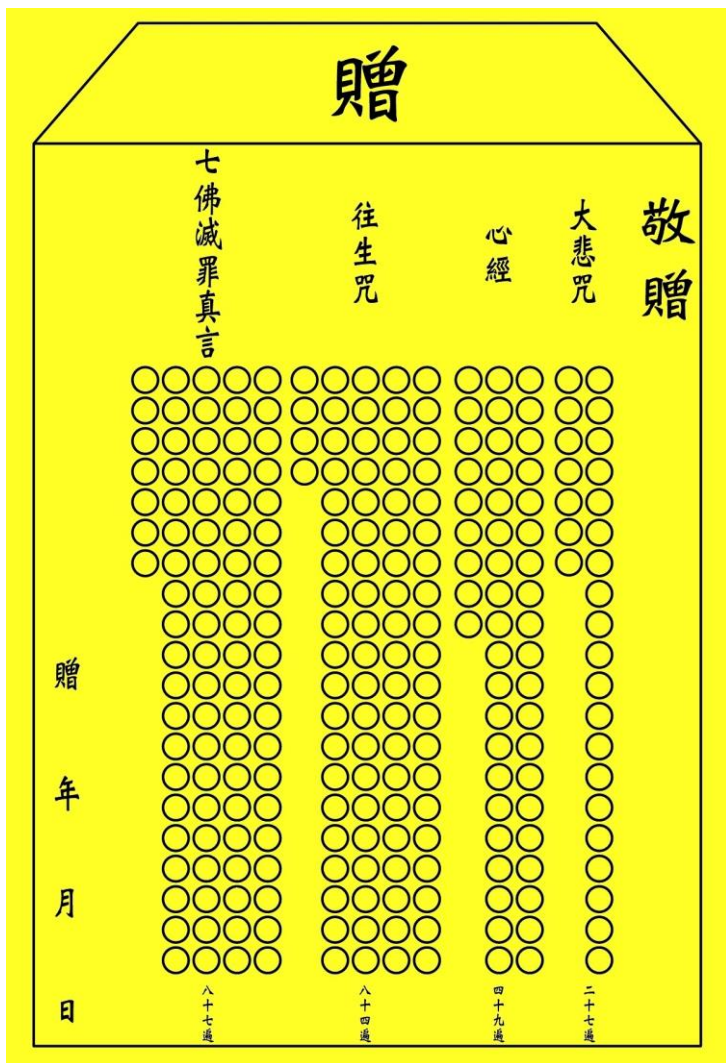 贈
敬贈
大悲咒
二十七遍
心經
四十九遍
往生咒
八十四遍
七佛滅罪真言
八十七遍
贈
年
月
日